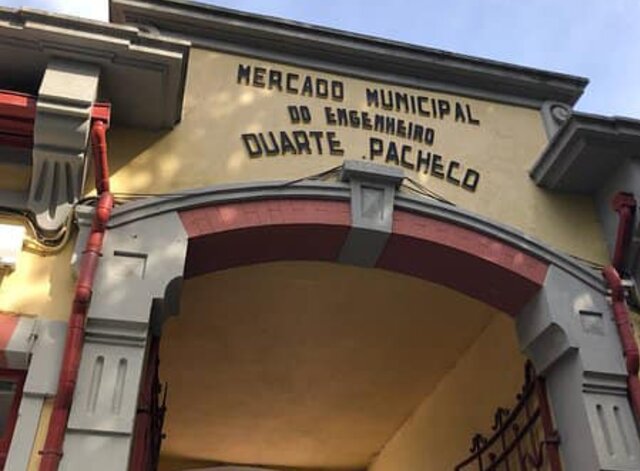 MERCADO MUNICIPAL
DO ENGENHEIRO
DUARTE PACHECO